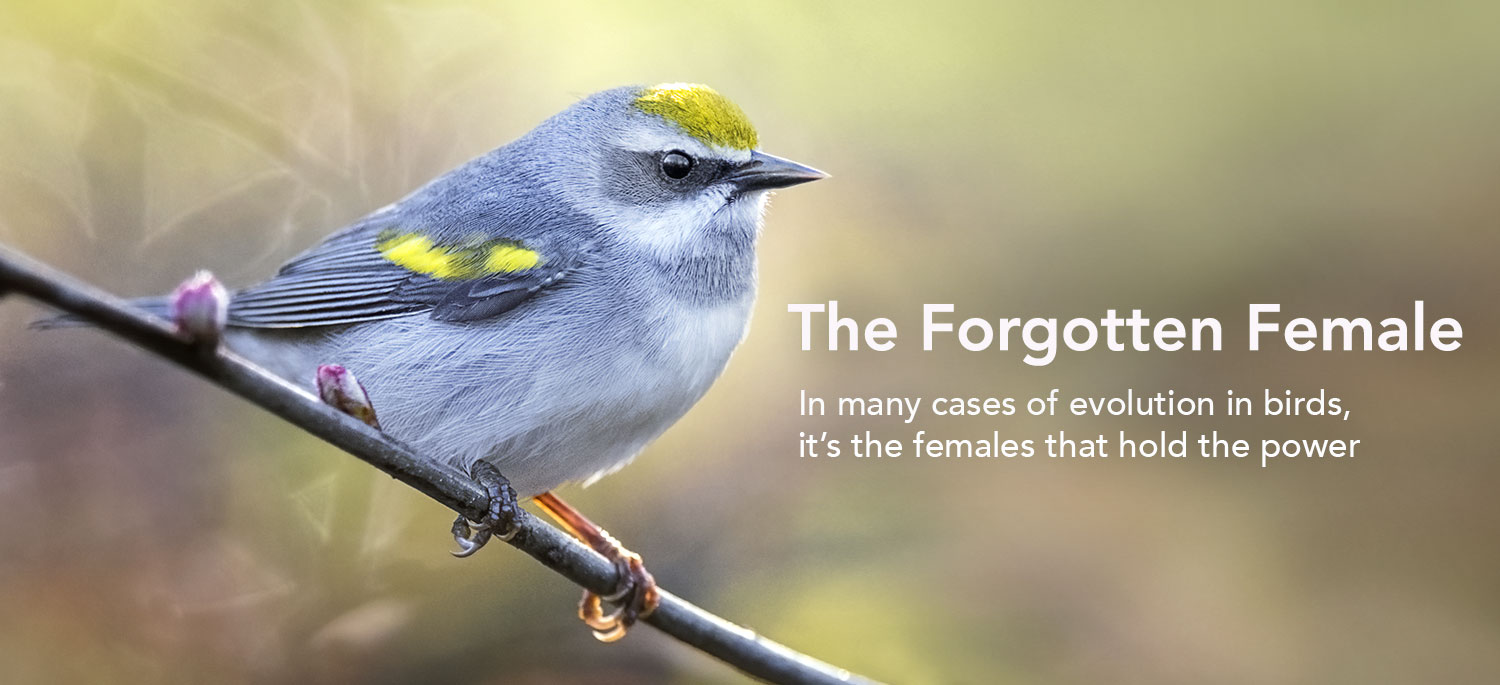 The Forgotten Female
In many cases of evolution in birds,
it’s the females that hold the power